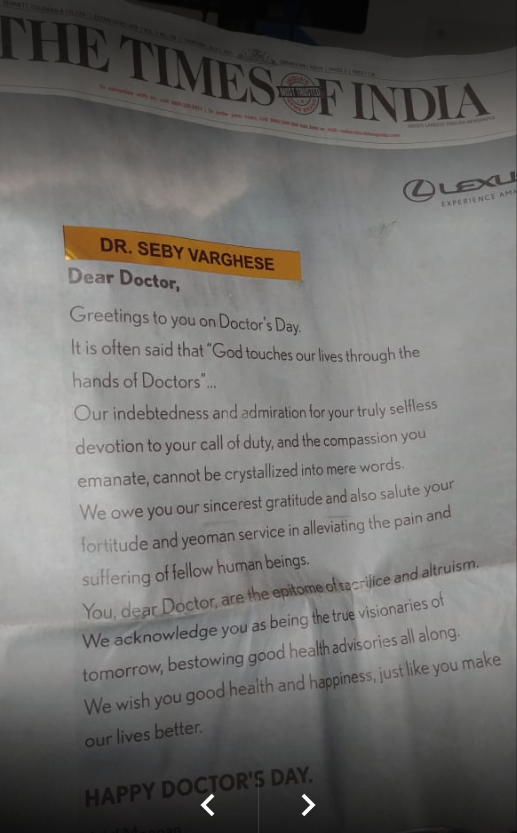 THE TIMES OF INDIA
MOST TRUSTED
LEXU
EXPERIENCE AMA
DR. SEBY VARGHESE
Dear Doctor,
Greetings to you on Doctor's Day.
It is often said that "God touches our lives through the
hands of Doctors"...
Our indebtedness and admiration for your truly selfless
devotion to your call of duty, and the compassion you
emanate, cannot be crystallized into mere words.
We owe you our sincerest gratitude and also salute your
fortitude and yeoman service in alleviating the pain and
suffering of fellow human beings.
You, dear Doctor, are the epitome of sacrifice and altruism.
We acknowledge you as being the true visionaries of
tomorrow, bestowing good health advisories all along.
We wish you good health and happiness, just like you make
our lives better.
HAPPY DOCTOR'S DAY.